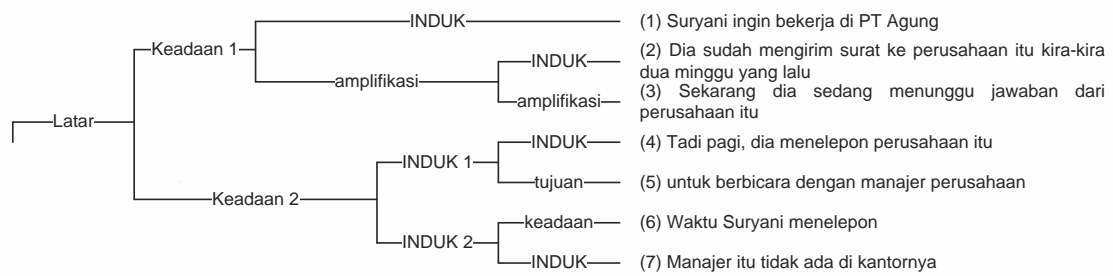 INDUK (1) Suryani ingin bekerja di PT Agung
Keadaan 1
INDUK (2) Dia sudah mengirim surat ke perusahaan itu kira-kira
dua minggu yang lalu
amplifikasi
amplifikasi (3) Sekarang dia sedang menunggu jawaban dari
perusahaan itu
Latar
INDUK (4) Tadi pagi, dia menelepon perusahaan itu
INDUK 1
tujuan (5) untuk berbicara dengan manajer perusahaan
Keadaan 2
keadaan (6) Waktu Suryani menelepon
INDUK 2
INDUK (7) Manajer itu tidak ada di kantornya